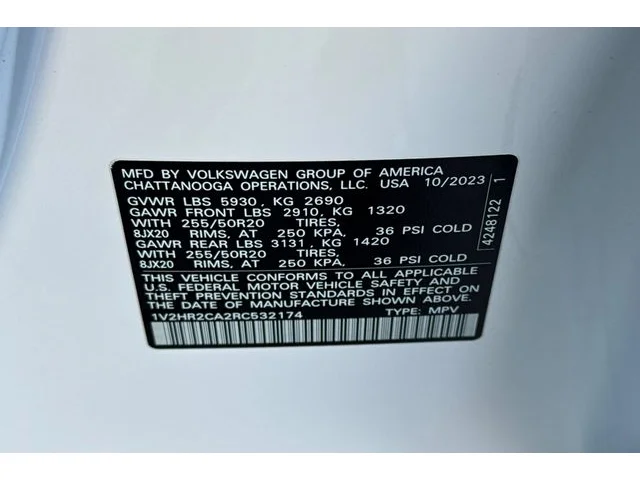 MFD BY VOLKSWAGEN GROUP OF AMERICA
CHATTANOOGA OPERATIONS, LLC. USA 10/2023
GVWR LBS 5930, KG 2690
GAWR FRONT LBS 2910, KG 1320
WITH 255/50R20 TIRES,
8JX20 RIMS, AT 250 KPA, 36 PSI COLD
GAWR REAR LBS 3131, KG 1420
WITH 255/50R20 TIRES,
8JX20 RIMS, AT 250 KPA, 36 PSI COLD
THIS VEHICLE CONFORMS TO ALL APPLICABLE
U.S. FEDERAL MOTOR VEHICLE SAFETY AND
THEFT PREVENTION STANDARDS IN EFFECT ON
THE DATE OF MANUFACTURE SHOWN ABOVE.
1V2HR2CA2RC532174 TYPE: MPV
4248122 1